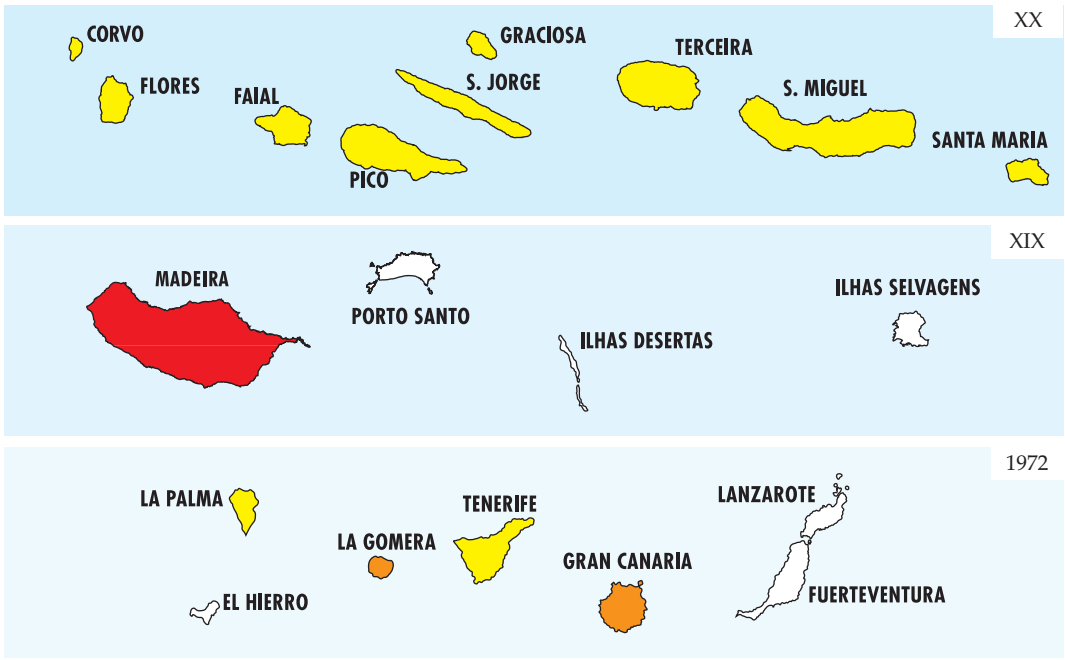 XX
CORVO
GRACIOSA
TERCEIRA
FLORES
FAIAL
S. JORGE
S. MIGUEL
SANTA MARIA
PICO
XIX
MADEIRA
PORTO SANTO
ILHAS DESERTAS
ILHAS SELVAGENS
1972
LA PALMA
TENERIFE
LANZAROTE
LA GOMERA
GRAN CANARIA
EL HIERRO
FUERTEVENTURA